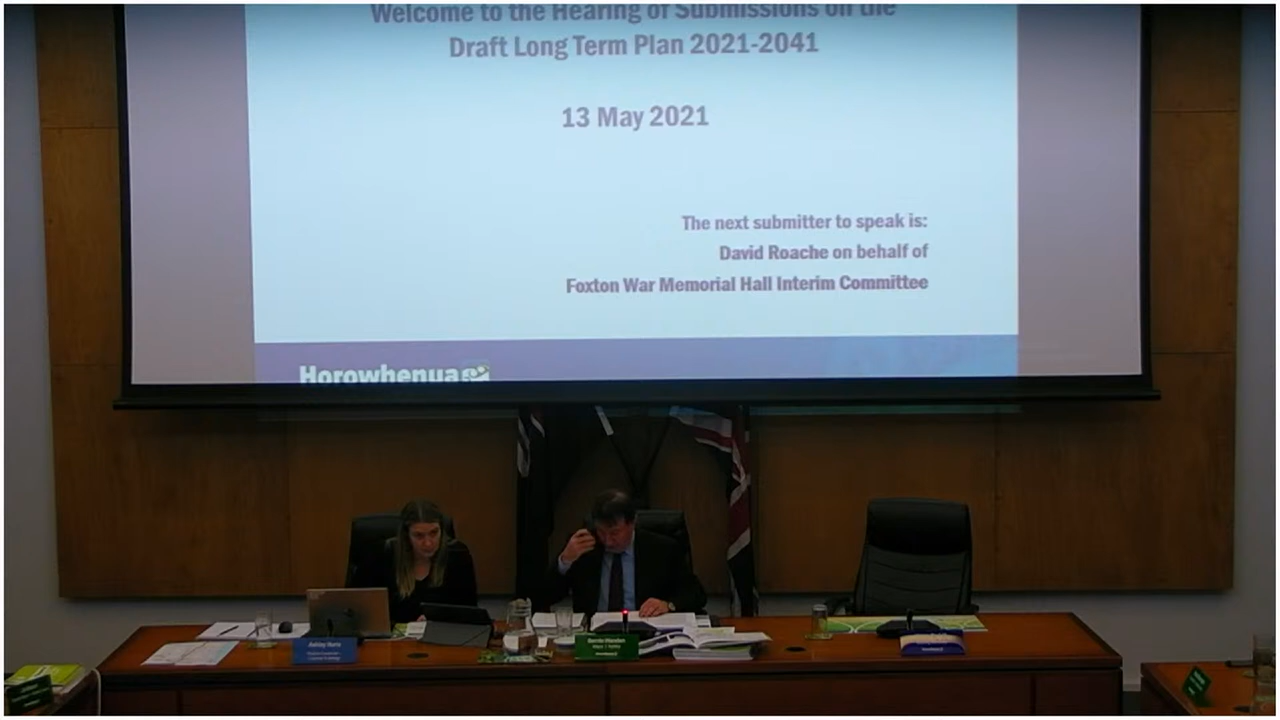 Welcome to the Hearing of Submissions on the
Draft Long Term Plan 2021-2041
13 May 2021
The next submitter to speak is:
David Roache on behalf of
Foxton War Memorial Hall Interim Committee
Horowhenua